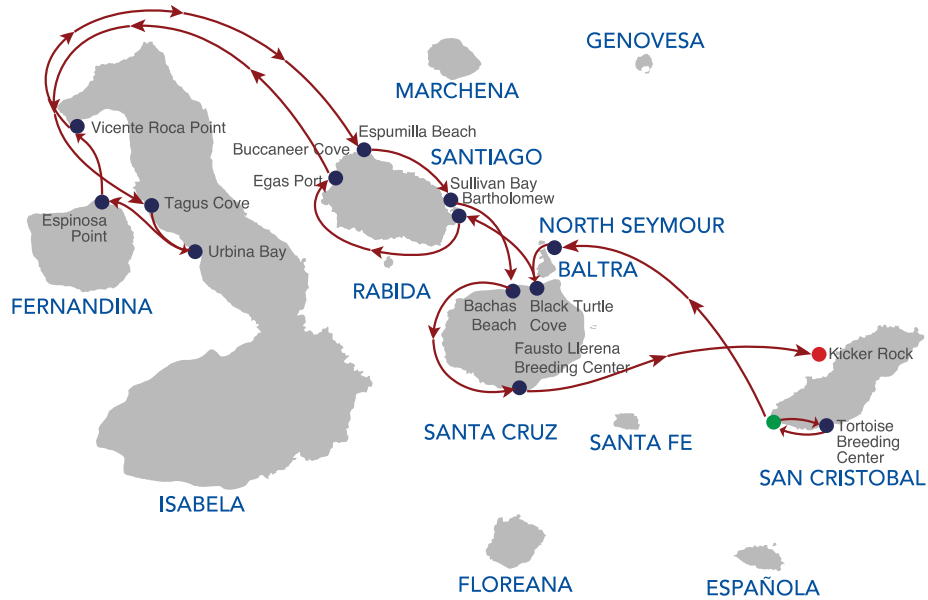 GENOVESA
MARCHENA
Vicente Roca Point
Espumilla Beach
Buccaneer Cove
SANTIAGO
Egas Port
Sullivan Bay
Bartholomew
Tagus Cove
Espinosa
Point
NORTH SEYMOUR
Urbina Bay
BALTRA
RABIDA
FERNANDINA
Bachas
Beach
Black Turtle
Cove
Fausto Llerena
Breeding Center
Kicker Rock
SANTA CRUZ
SANTA FE
Tortoise
Breeding
Center
SAN CRISTOBAL
ISABELA
FLOREANA
ESPAÑOLA